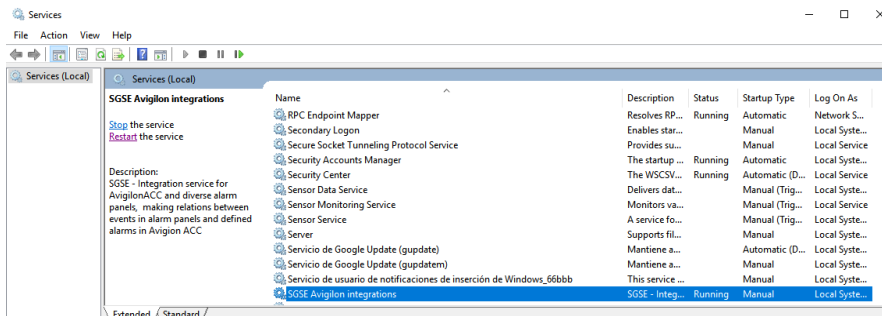 Services
File Action View Help
Services (Local)
Services (Local)
SGSE Avigilon integrations
Stop the service
Restart the service
Description:
SGSE - Integration service for
AvigilonACC and diverse alarm
panels, making relations between
events in alarm panels and defined
alarms in Avigion ACC
Name Description Status Startup Type Log On As
RPC Endpoint Mapper Resolves RP... Running Automatic Network S...
Secondary Logon Enables star... Manual Local Syste...
Secure Socket Tunneling Protocol Service Provides su... Manual Local Service
Security Accounts Manager The startup ... Running Automatic Local Syste...
Security Center The WSCSV... Running Automatic (D... Local Service
Sensor Data Service Delivers dat... Manual (Trig... Local Syste...
Sensor Monitoring Service Monitors va... Manual (Trig... Local Service
Sensor Service A service fo... Manual (Trig... Local Syste...
Server Supports fil... Manual Local Syste...
Servicio de Google Update (gupdate) Mantiene a... Automatic (D... Local Syste...
Servicio de Google Update (gupdatem) Mantiene a... Manual Local Syste...
Servicio de usuario de notificaciones de inserción de Windows_66bbb This service ... Manual Local Syste...
SGSE Avigilon integrations SGSE - Integ... Running Manual Local Syste...
Extended Standard